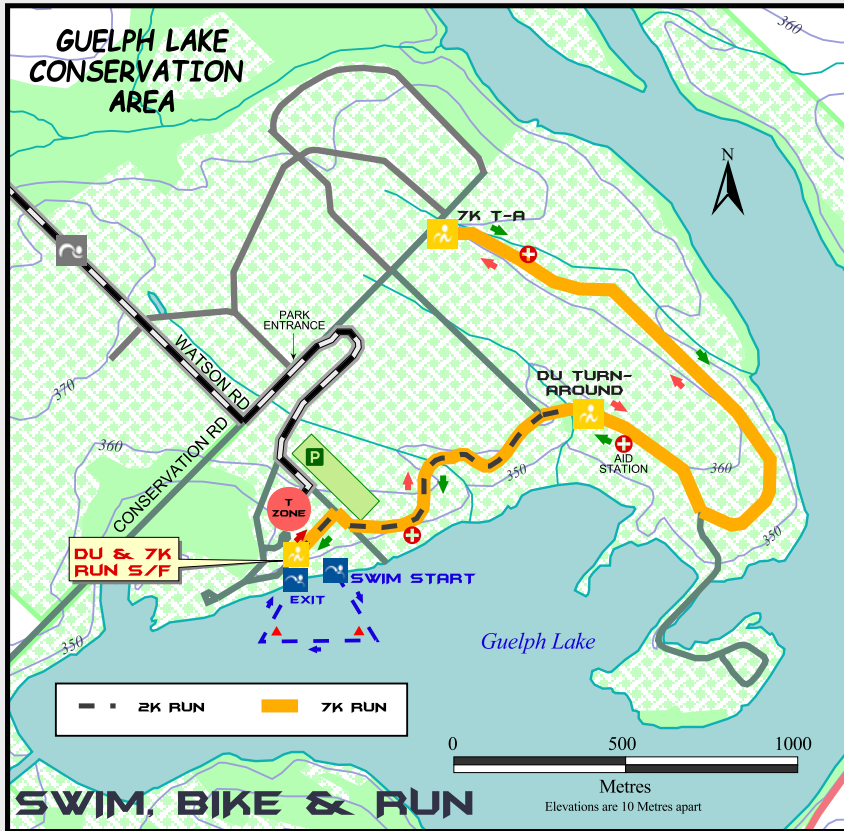 GUELPH LAKE
CONSERVATION
AREA
360
N
7K T-A
PARK
ENTRANCE
WATSON RD
370
DU TURN-
AROUND
CONSERVATION RD
360
P
350
AID
STATION
360
T
ZONE
350
DU & 7K
RUN S/F
SWIM START
EXIT
350
Guelph Lake
2K RUN
7K RUN
0 500 1000
Metres
Elevations are 10 Metres apart
SWIM, BIKE & RUN